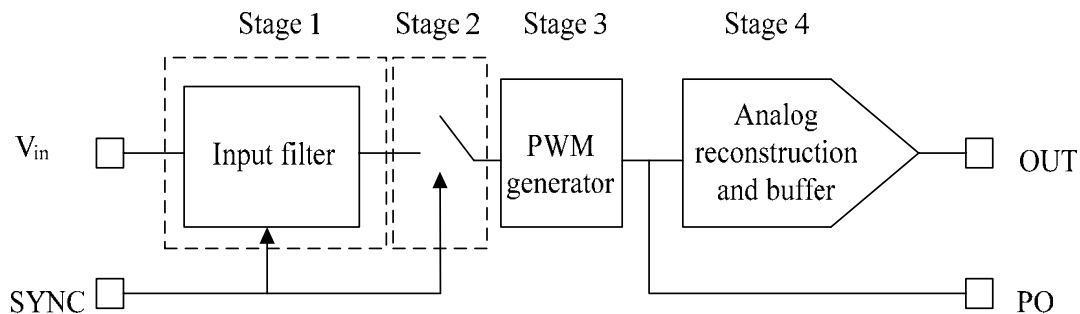 Stage 1
Stage 2
Stage 3
Stage 4
Vin
Input filter
PWM
generator
Analog
reconstruction
and buffer
OUT
SYNC
PO